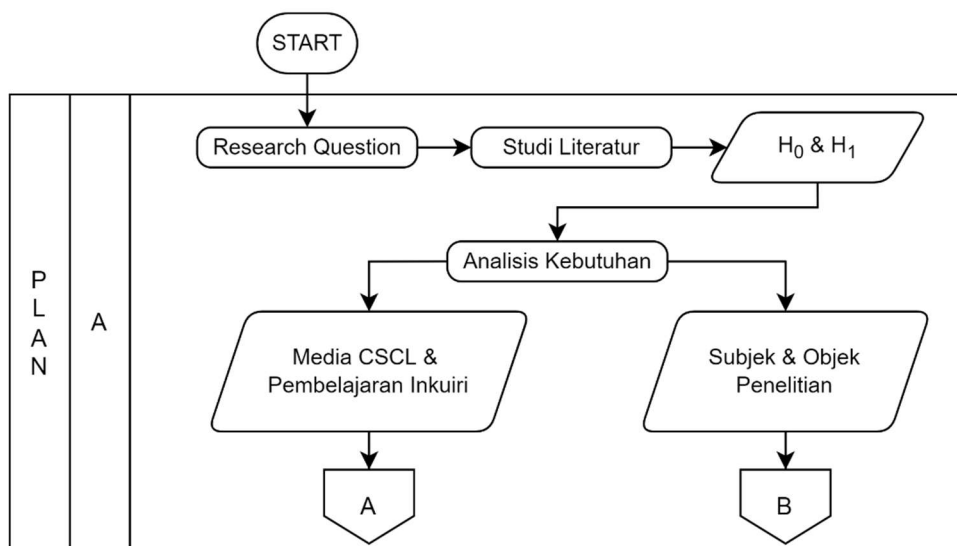 START
Research Question
Studi Literatur
H₀ & H₁
Analisis Kebutuhan
P
L
A
N
A
Media CSCL &
Pembelajaran Inkuiri
Subjek & Objek
Penelitian
A
B